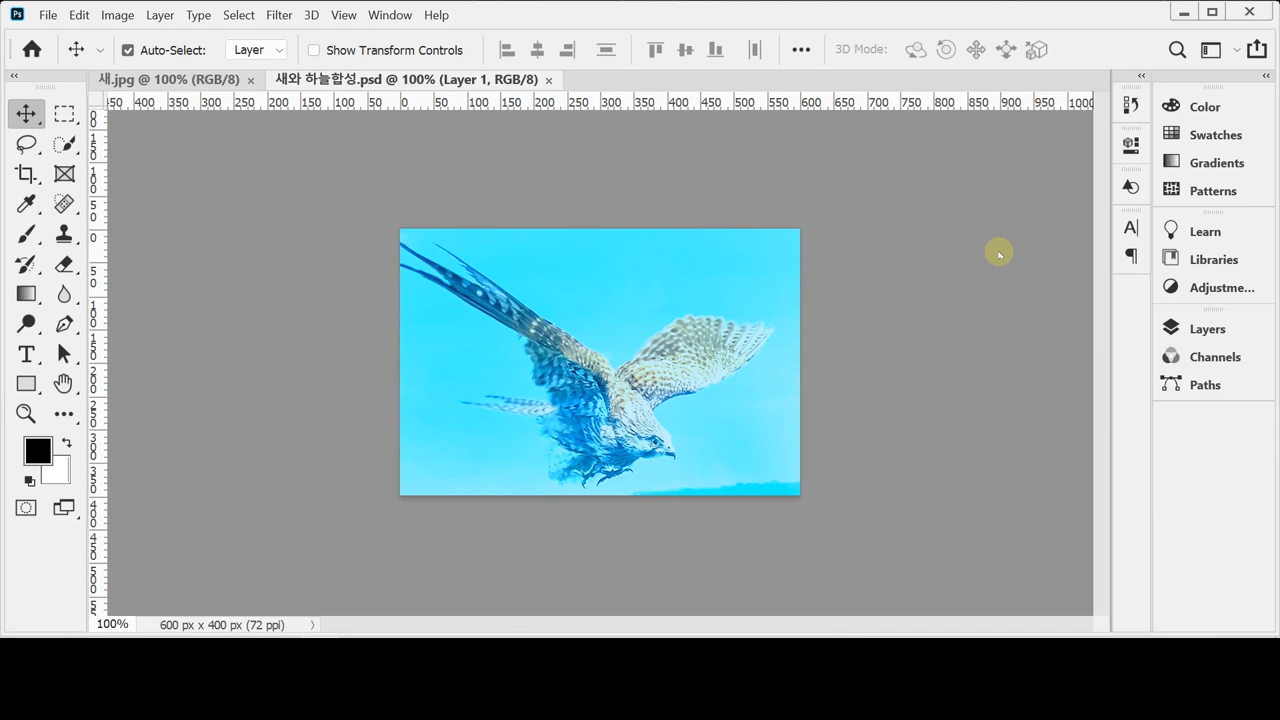 Ps File Edit Image Layer Type Select Filter 3D View Window Help
Auto-Select: Layer Show Transform Controls 3D Mode:
새.jpg @ 100% (RGB/8) × 새와 하늘합성.psd @ 100% (Layer 1, RGB/8) ×
450 400 350 300 250 200 150 100 50 0 50 100 150 200 250 300 350 400 450 500 550 600 650 700 750 800 850 900 950 1000
Color
Swatches
Gradients
Patterns
Learn
Libraries
Adjustme...
Layers
Channels
Paths
100% 600 px x 400 px (72 ppi)